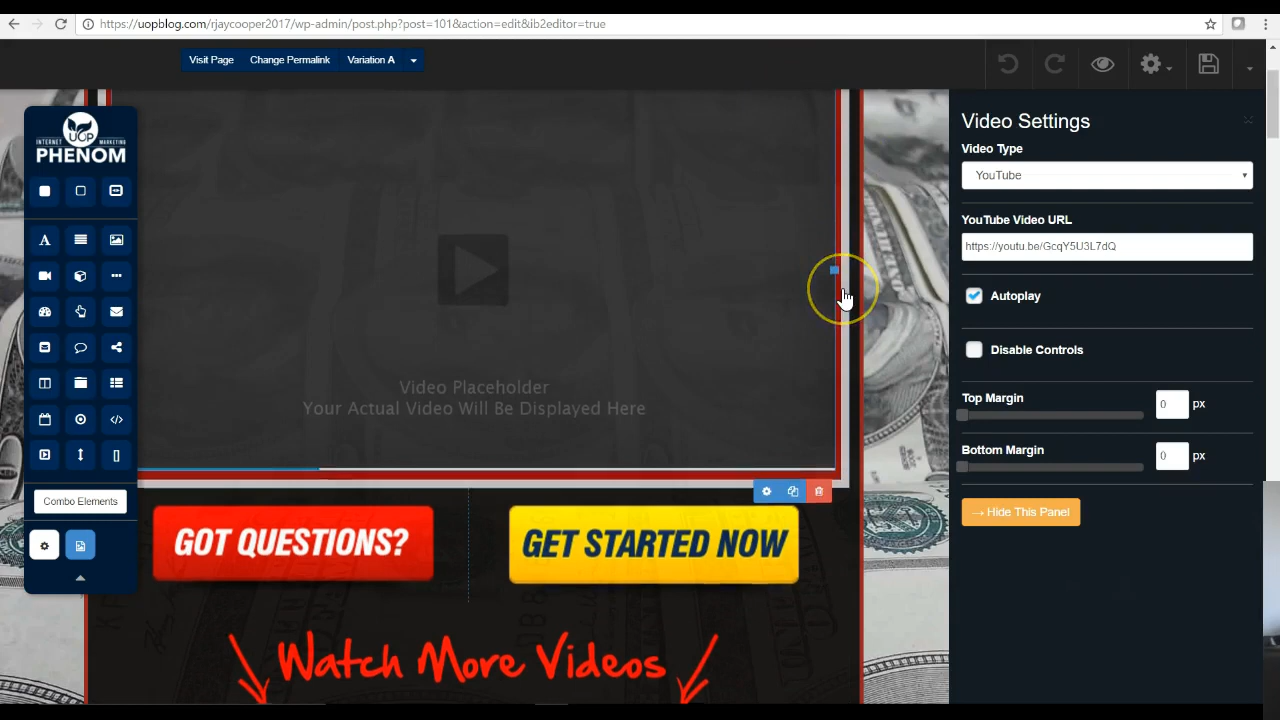 https://uopblog.com/rjaycooper2017/wp-admin/post.php?post=101&action=edit&ib2editor=true
Visit Page Change Permalink Variation A
UOP
INTERNET MARKETING
PHENOM
Combo Elements
Video Placeholder
Your Actual Video Will Be Displayed Here
GOT QUESTIONS?
GET STARTED NOW
Watch More Videos
Video Settings
Video Type
YouTube
YouTube Video URL
https://youtu.be/GcqY5U3L7dQ
Autoplay
Disable Controls
Top Margin
0 px
Bottom Margin
0 px
→ Hide This Panel